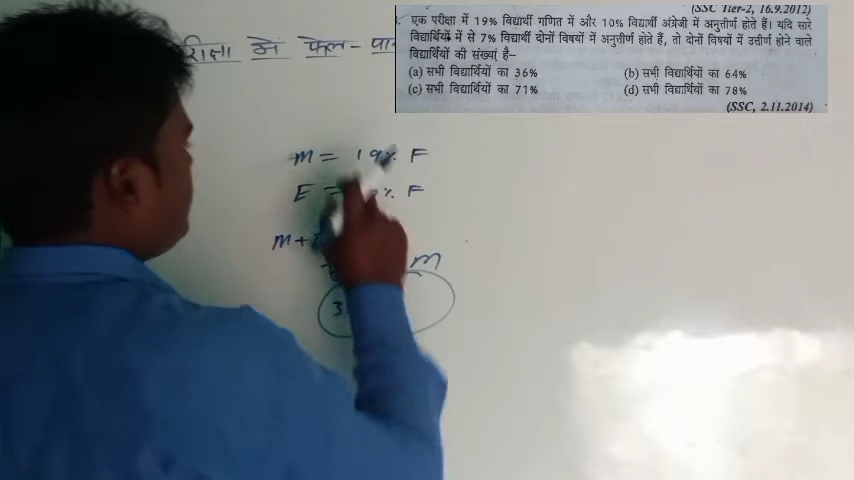 (SSC Tier-2, 16.9.2012)
एक परीक्षा में 19% विद्यार्थी गणित में और 10% विद्यार्थी अंग्रेजी में अनुत्तीर्ण होते हैं। यदि सारे
विद्यार्थियों में से 7% विद्यार्थी दोनों विषयों में अनुत्तीर्ण होते हैं, तो दोनों विषयों में उत्तीर्ण होने वाले
विद्यार्थियों की संख्या है–
(a) सभी विद्यार्थियों का 36% (b) सभी विद्यार्थियों का 64%
(c) सभी विद्यार्थियों का 71% (d) सभी विद्यार्थियों का 78%
(SSC, 2.11.2014)
में फेल-
M = 19% F
E = % F
M+
M
3